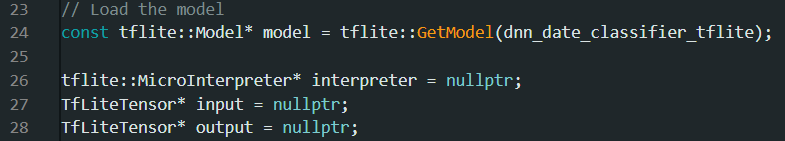 23 // Load the model
24 const tflite::Model* model = tflite::GetModel(dnn_date_classifier_tflite);
25
26 tflite::MicroInterpreter* interpreter = nullptr;
27 TfLiteTensor* input = nullptr;
28 TfLiteTensor* output = nullptr;